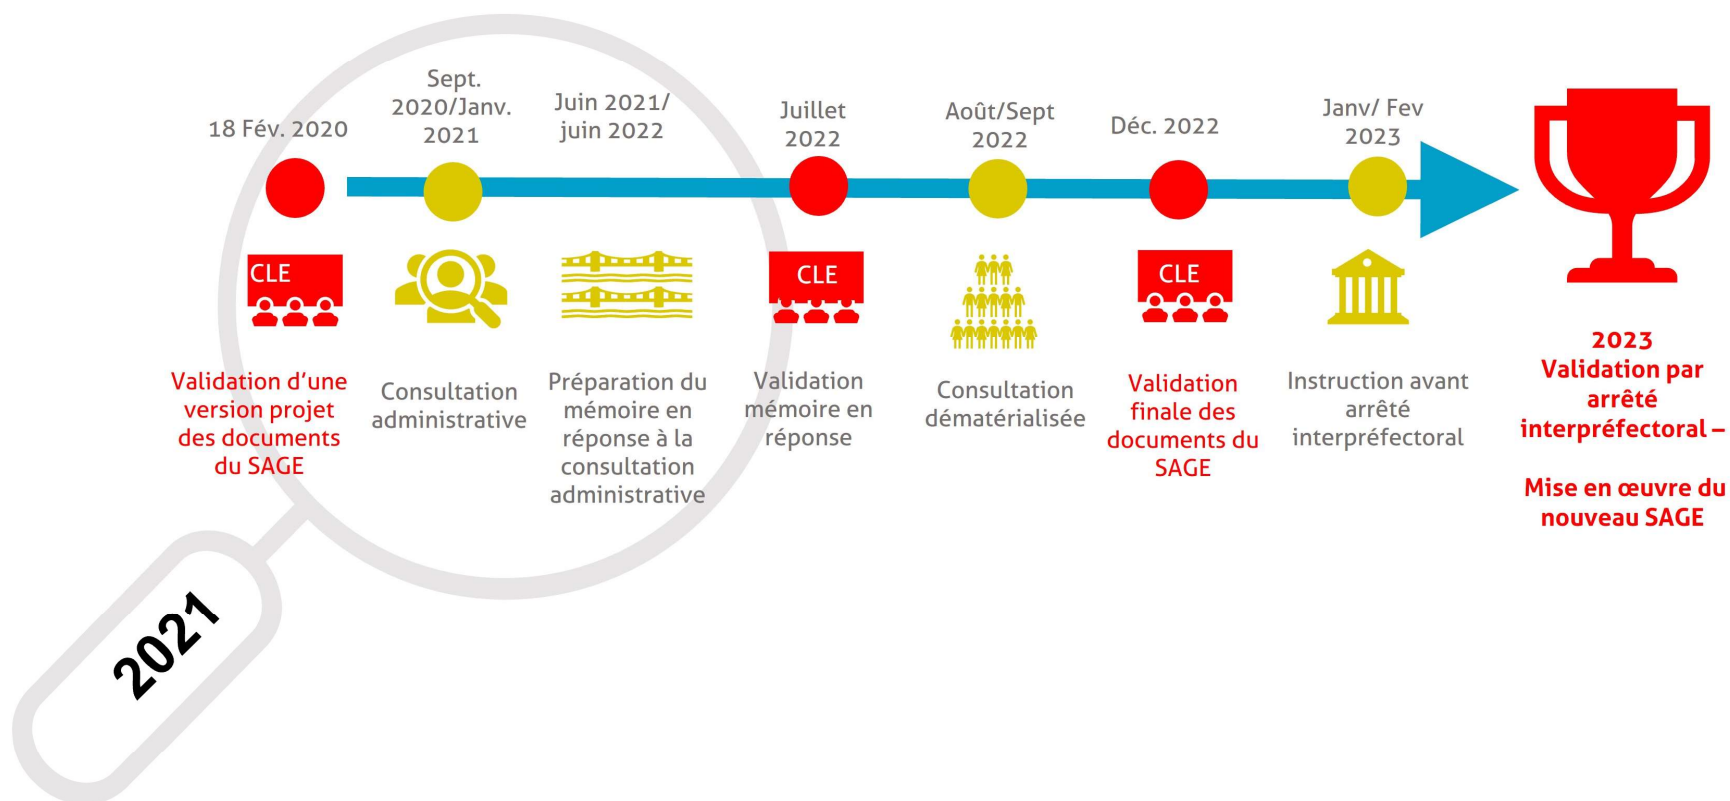 18 Fév. 2020
CLE
Validation d’une
version projet
des documents
du SAGE
Sept.
2020/Janv.
2021
Consultation
administrative
Juin 2021/
juin 2022
Préparation du
mémoire en
réponse à la
consultation
administrative
Juillet
2022
CLE
Validation
mémoire en
réponse
Août/Sept
2022
Consultation
dématérialisée
Déc. 2022
CLE
Validation
finale des
documents du
SAGE
Janv/ Fev
2023
Instruction avant
arrêté
interpréfectoral
2023
Validation par
arrêté
interpréfectoral –
Mise en œuvre du
nouveau SAGE
2021